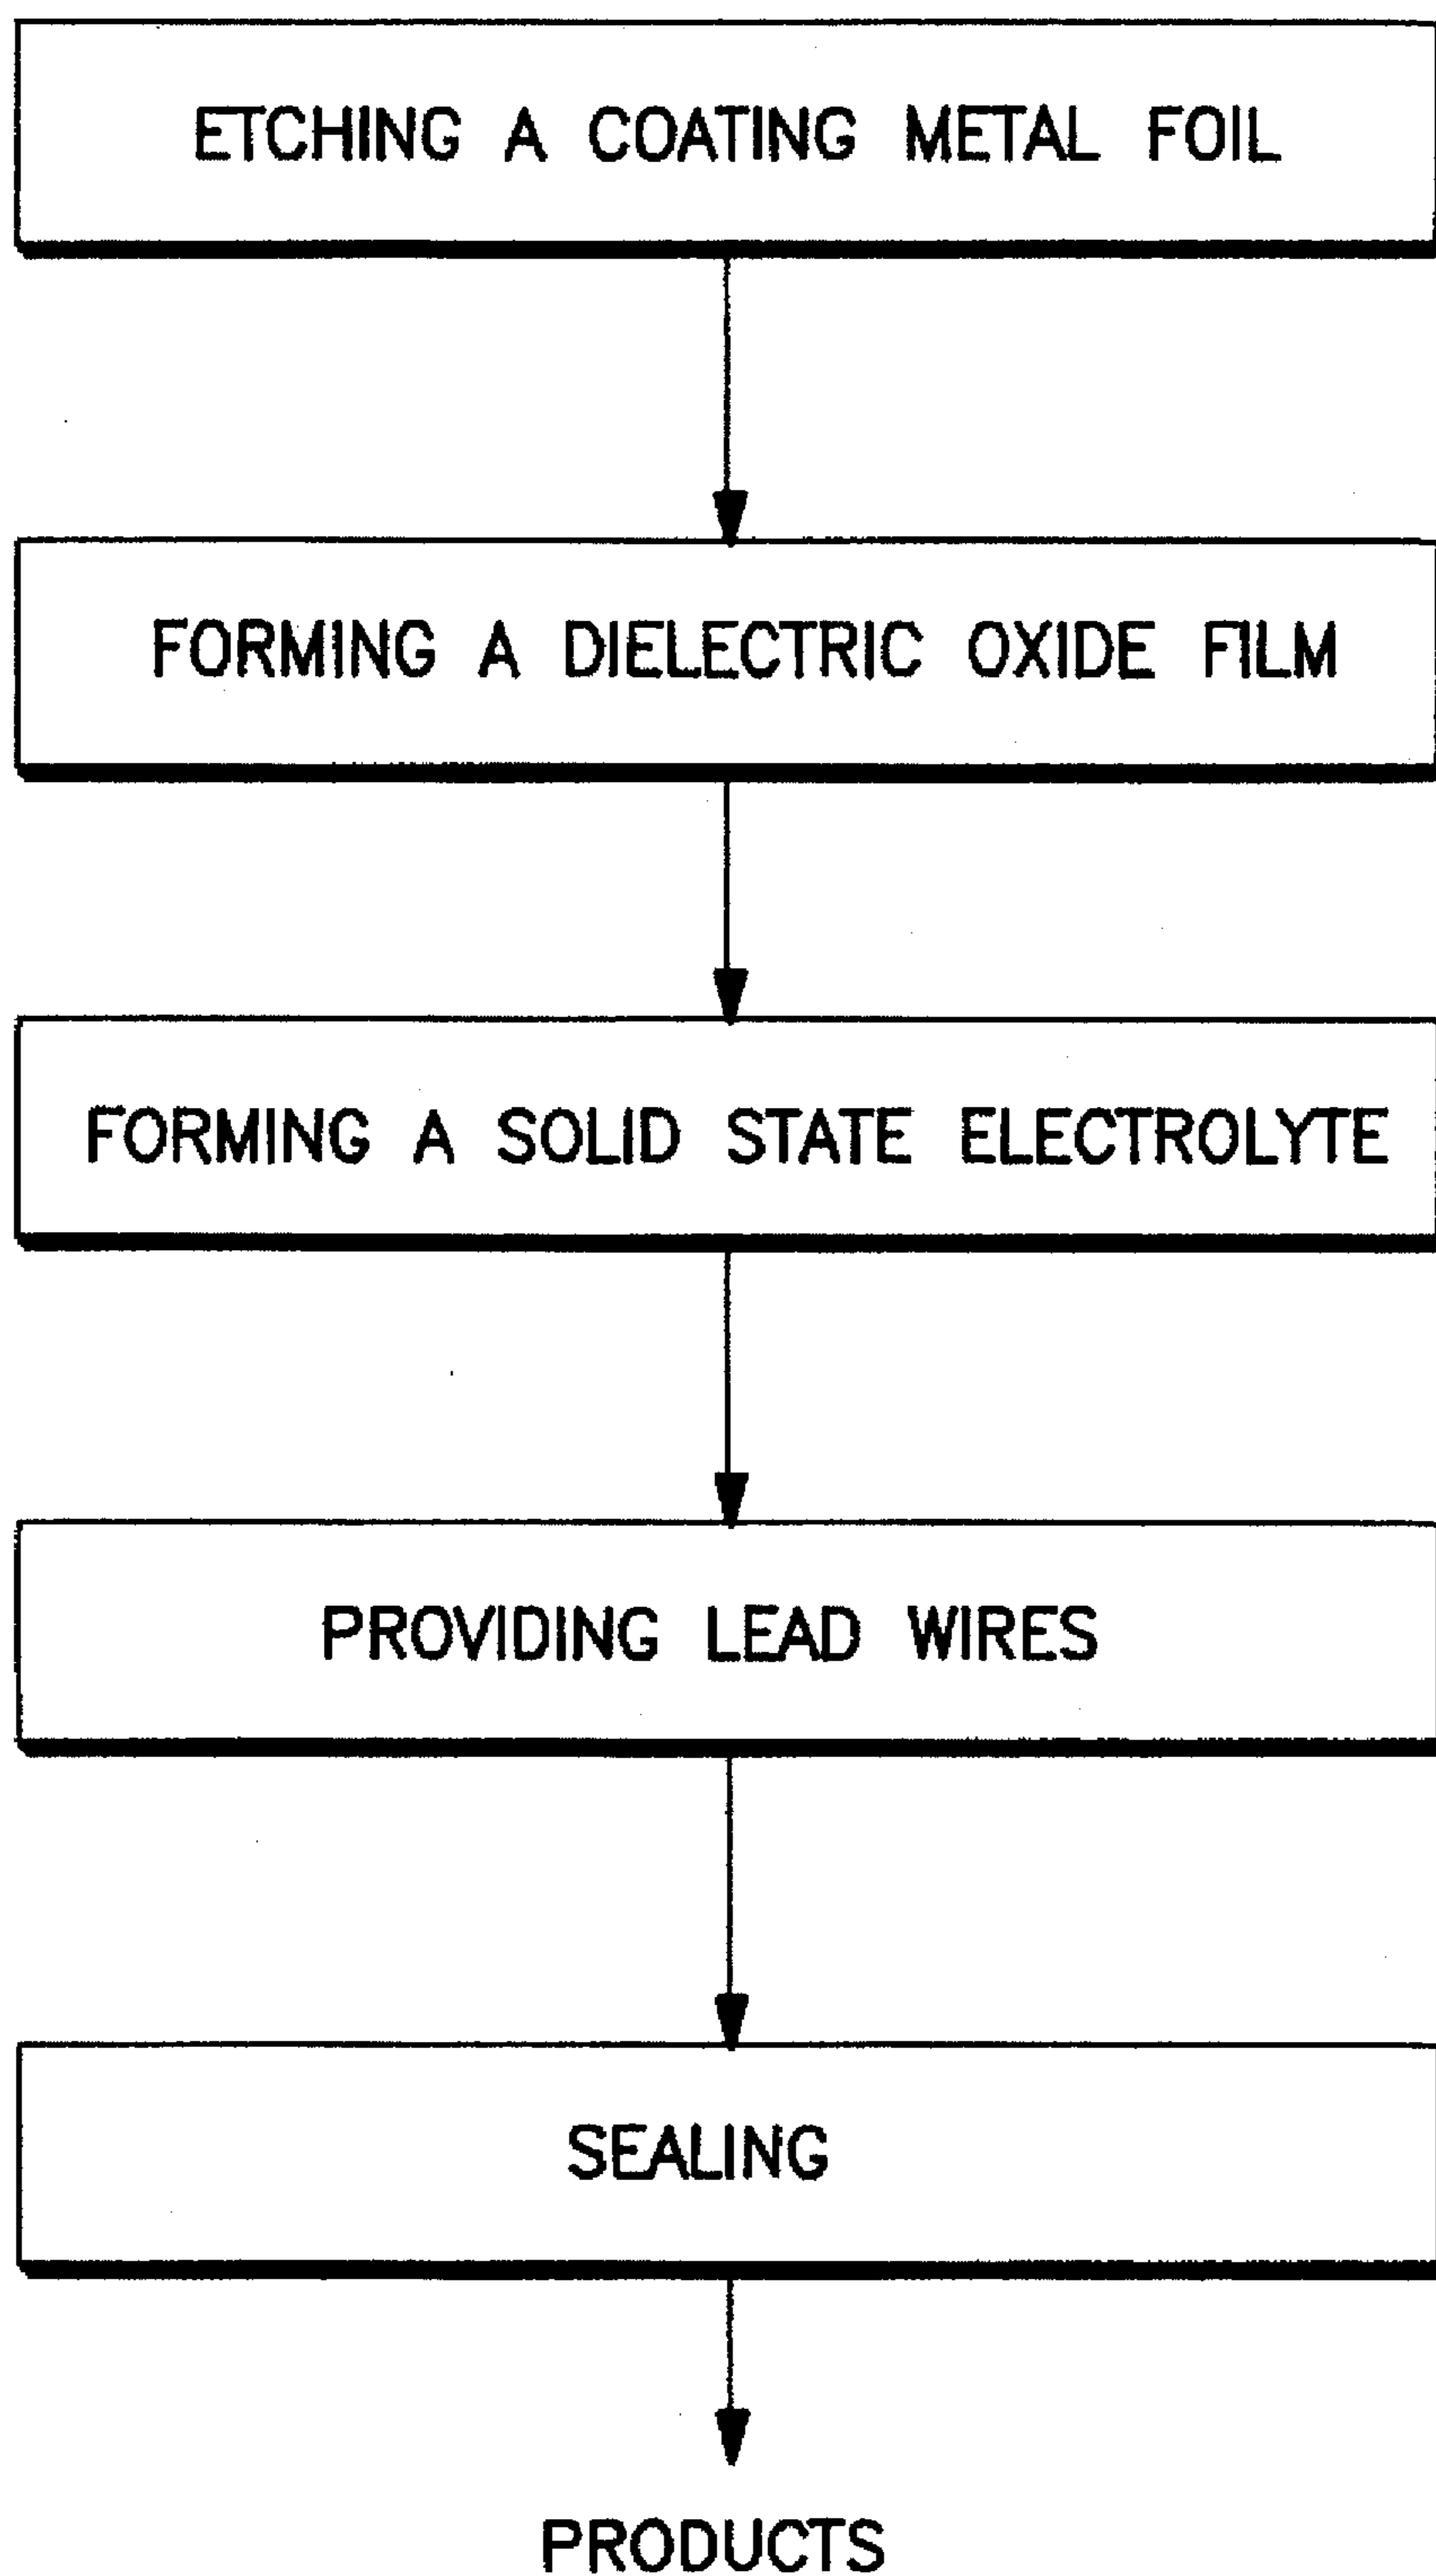 ETCHING A COATING METAL FOIL
FORMING A DIELECTRIC OXIDE FILM
FORMING A SOLID STATE ELECTROLYTE
PROVIDING LEAD WIRES
SEALING
PRODUCTS